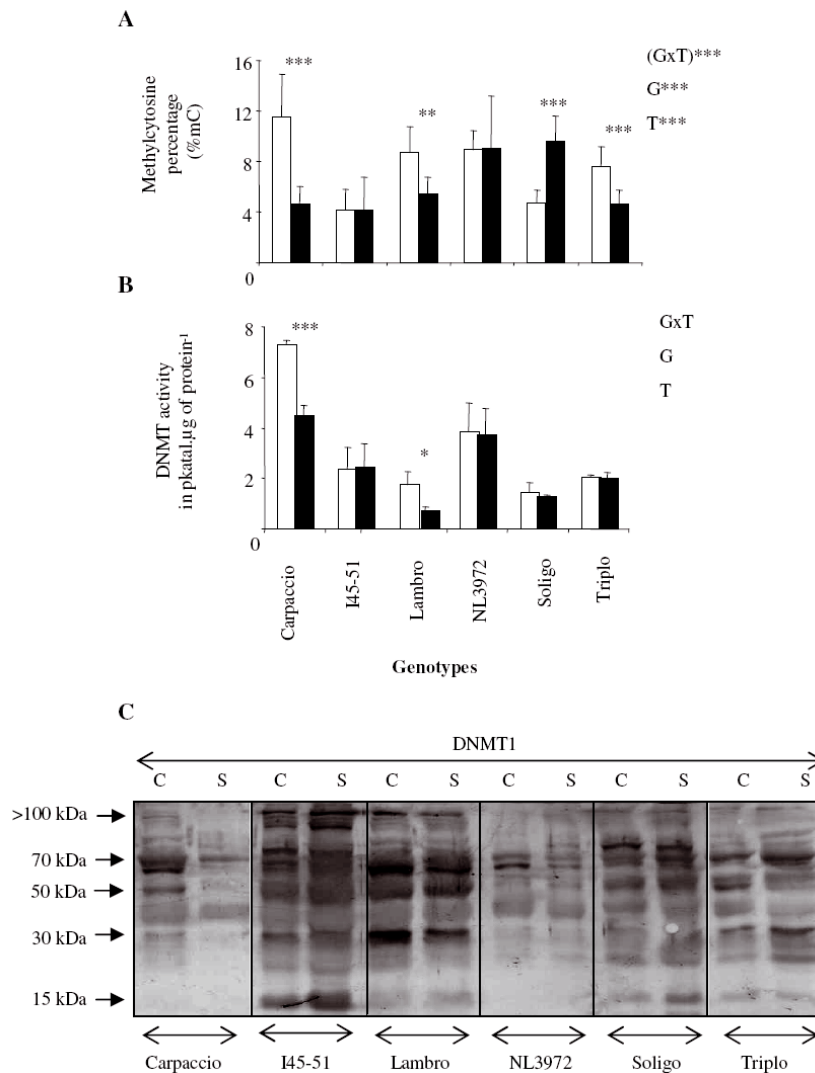 A
Methylcytosine
percentage
(%mC)
16
12
8
4
0
***
**
***
***
(GxT)***
G***
T***
B
DNMT activity
in pkatal.µg of protein-1
8
6
4
2
0
***
*
GxT
G
T
Carpaccio
I45-51
Lambro
NL3972
Soligo
Triplo
Genotypes
C
DNMT1
C S C S C S C S C S C S
>100 kDa
70 kDa
50 kDa
30 kDa
15 kDa
Carpaccio I45-51 Lambro NL3972 Soligo Triplo